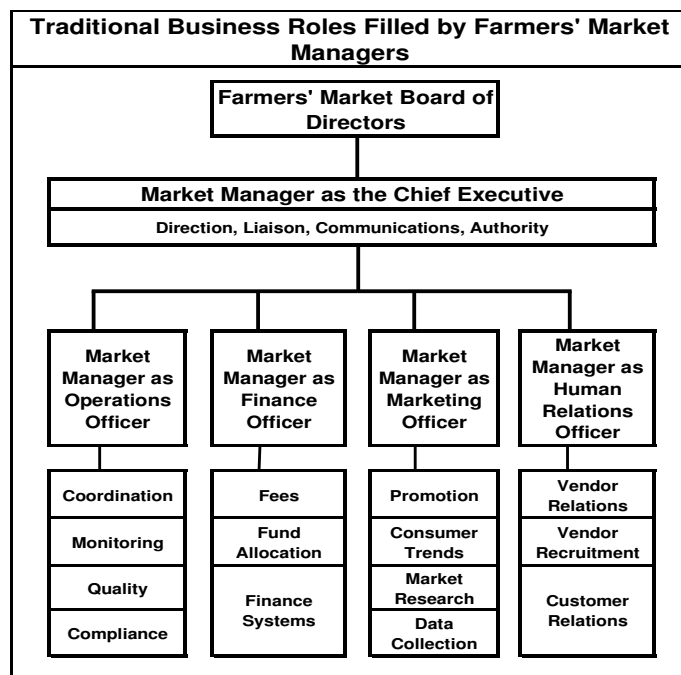 Traditional Business Roles Filled by Farmers' Market
Managers
Farmers' Market Board of
Directors
Market Manager as the Chief Executive
Direction, Liaison, Communications, Authority
Market
Manager as
Operations
Officer
Market
Manager as
Finance
Officer
Market
Manager as
Marketing
Officer
Market
Manager as
Human
Relations
Officer
Coordination
Monitoring
Quality
Compliance
Fees
Fund
Allocation
Finance
Systems
Promotion
Consumer
Trends
Market
Research
Data
Collection
Vendor
Relations
Vendor
Recruitment
Customer
Relations